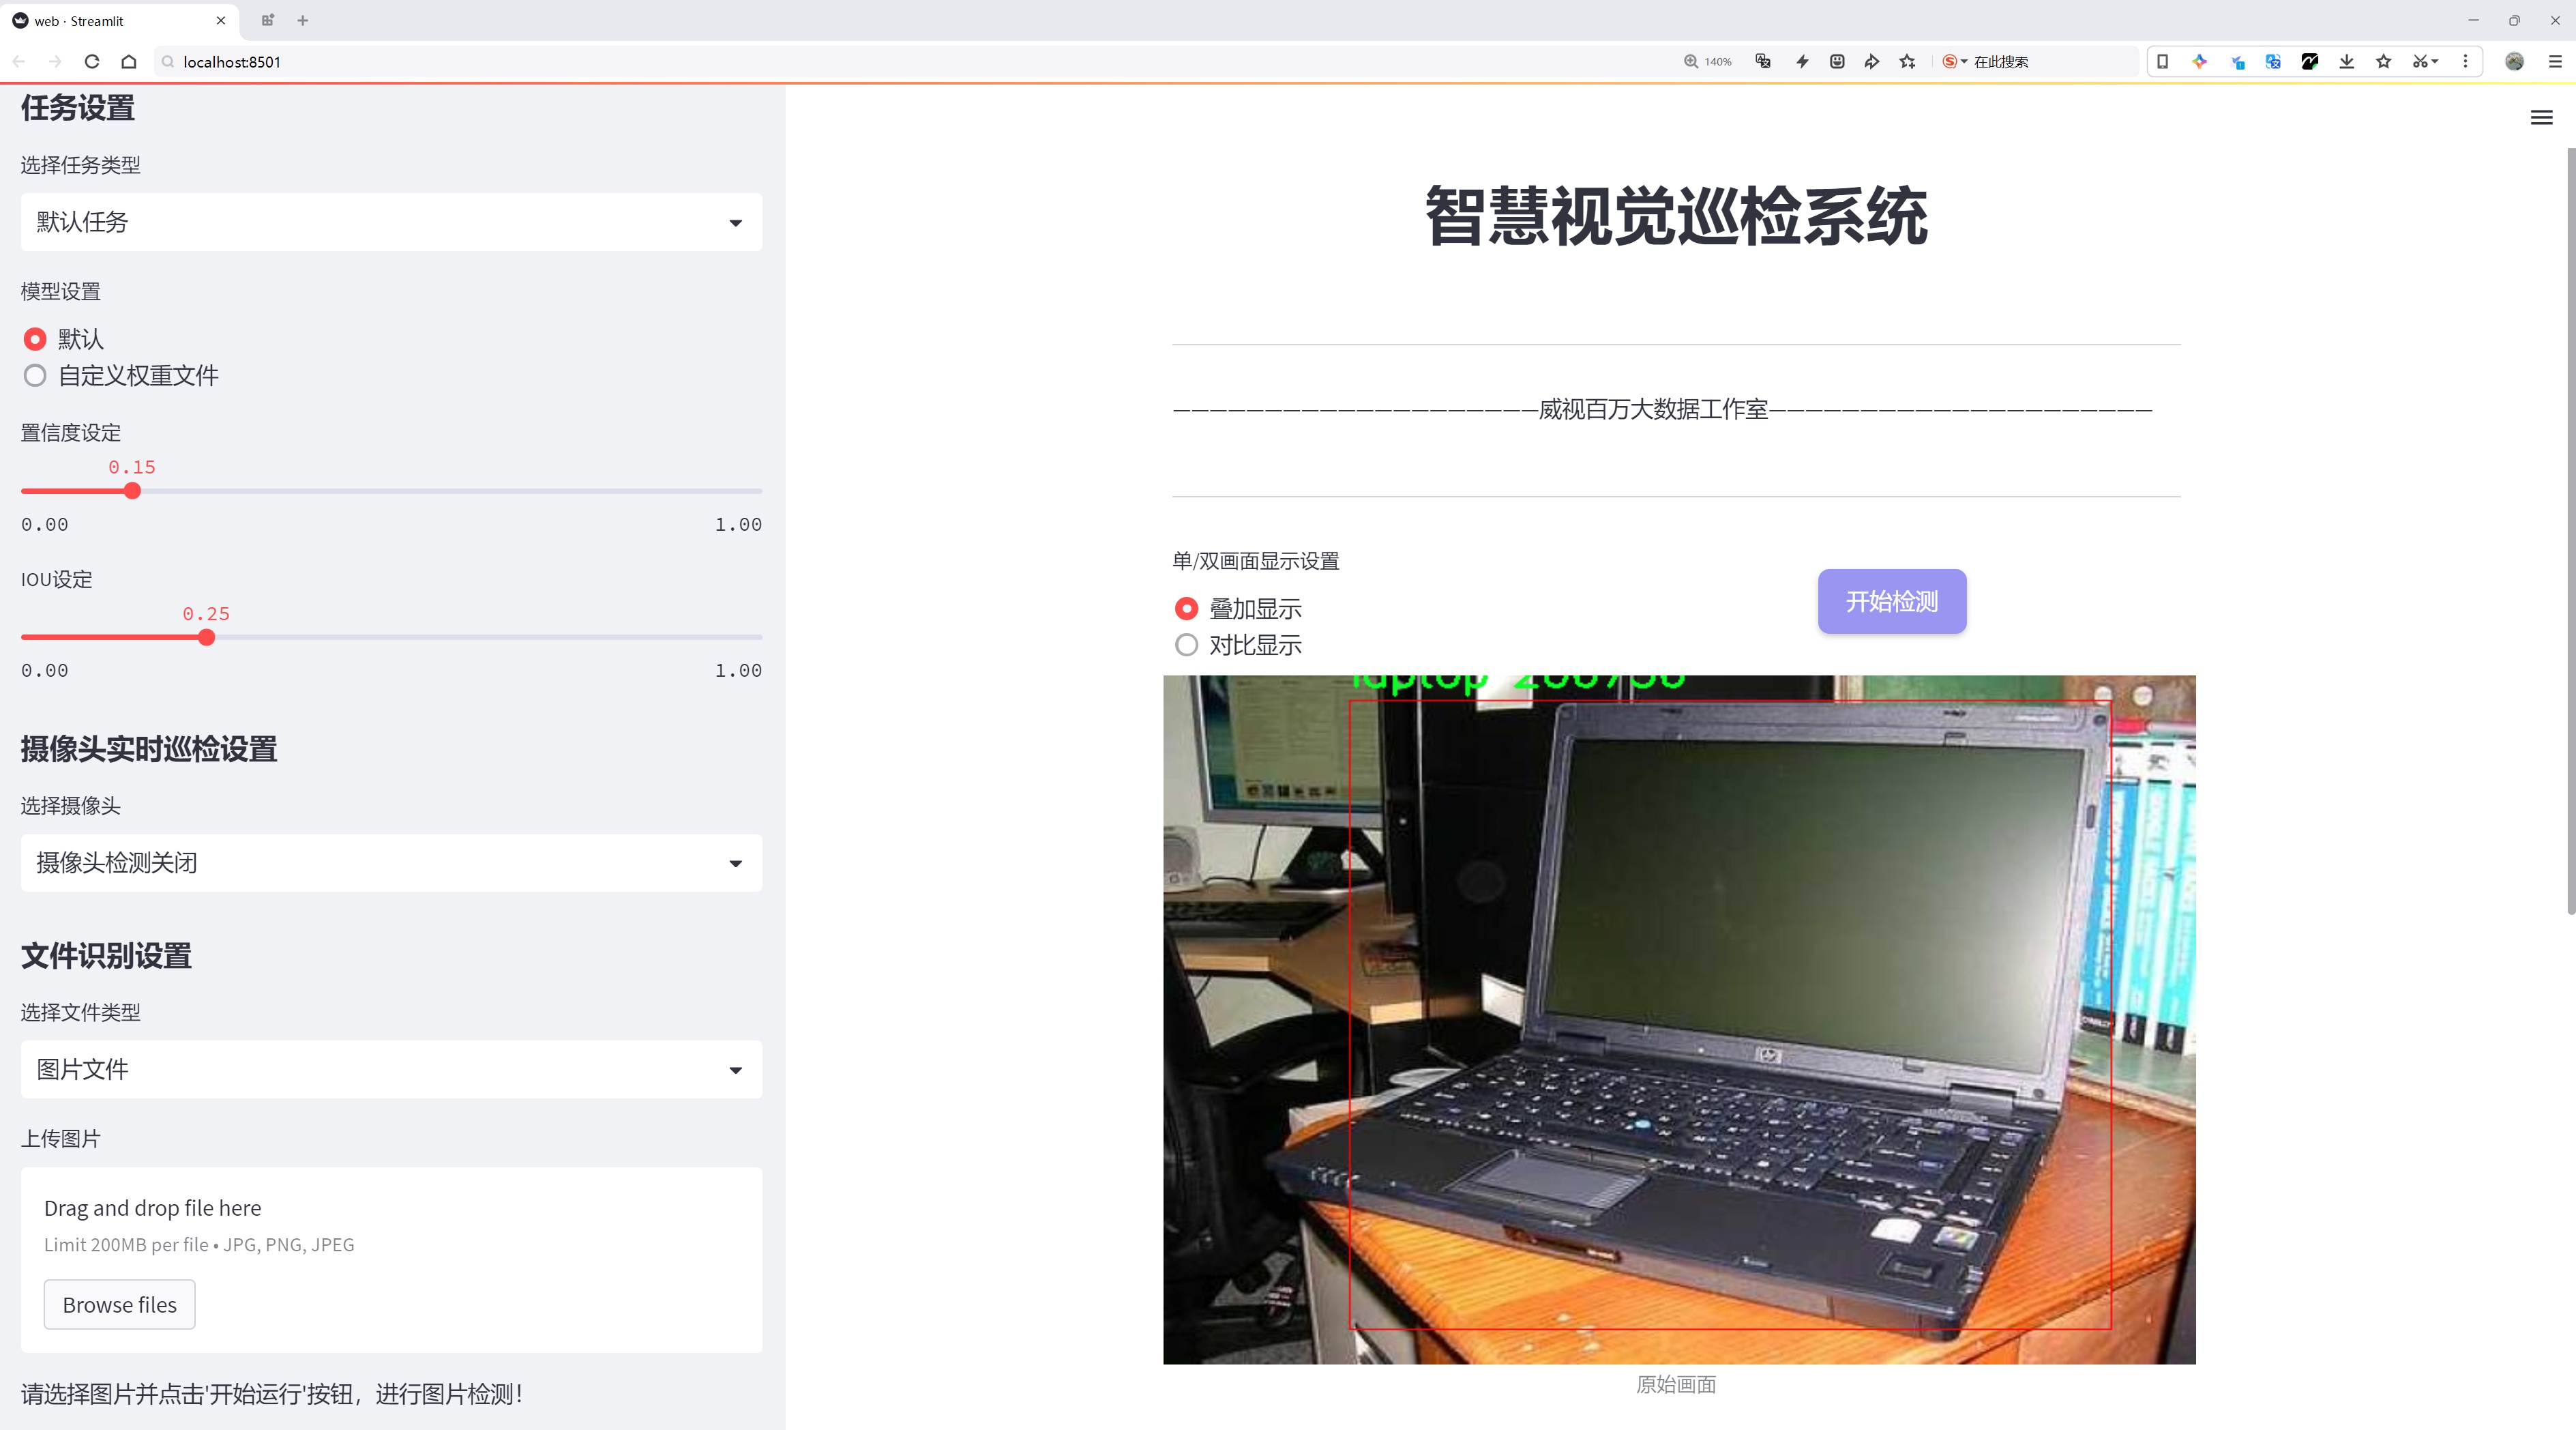 web · Streamlit
localhost:8501
140%
在此搜索
任务设置
选择任务类型
默认任务
模型设置
默认
自定义权重文件
置信度设定
0.15
0.00 1.00
IOU设定
0.25
0.00 1.00
摄像头实时巡检设置
选择摄像头
摄像头检测关闭
文件识别设置
选择文件类型
图片文件
上传图片
Drag and drop file here
Limit 200MB per file • JPG, PNG, JPEG
Browse files
请选择图片并点击'开始运行'按钮，进行图片检测！
智慧视觉巡检系统
————————————————————威视百万大数据工作室—————————————————————
单/双画面显示设置
叠加显示
对比显示
开始检测
laptop
hp
原始画面